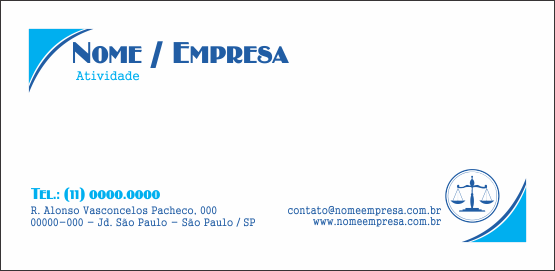 NOME / EMPRESA
Atividade
TEL.: (11) 0000.0000
R. Alonso Vasconcelos Pacheco, 000
00000-000 - Jd. São Paulo - São Paulo / SP
contato@nomeempresa.com.br
www.nomeempresa.com.br